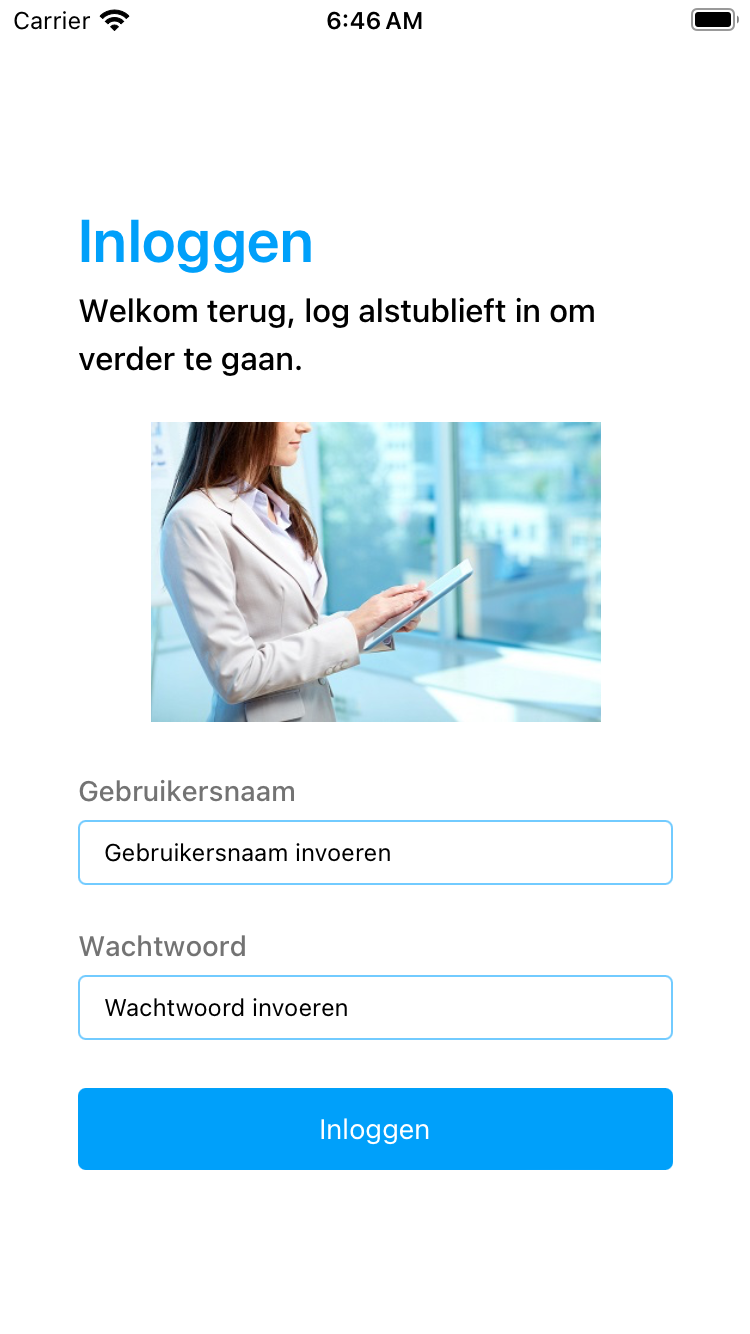 Carrier 6:46 AM
Inloggen
Welkom terug, log alstublieft in om
verder te gaan.
Gebruikersnaam
Gebruikersnaam invoeren
Wachtwoord
Wachtwoord invoeren
Inloggen